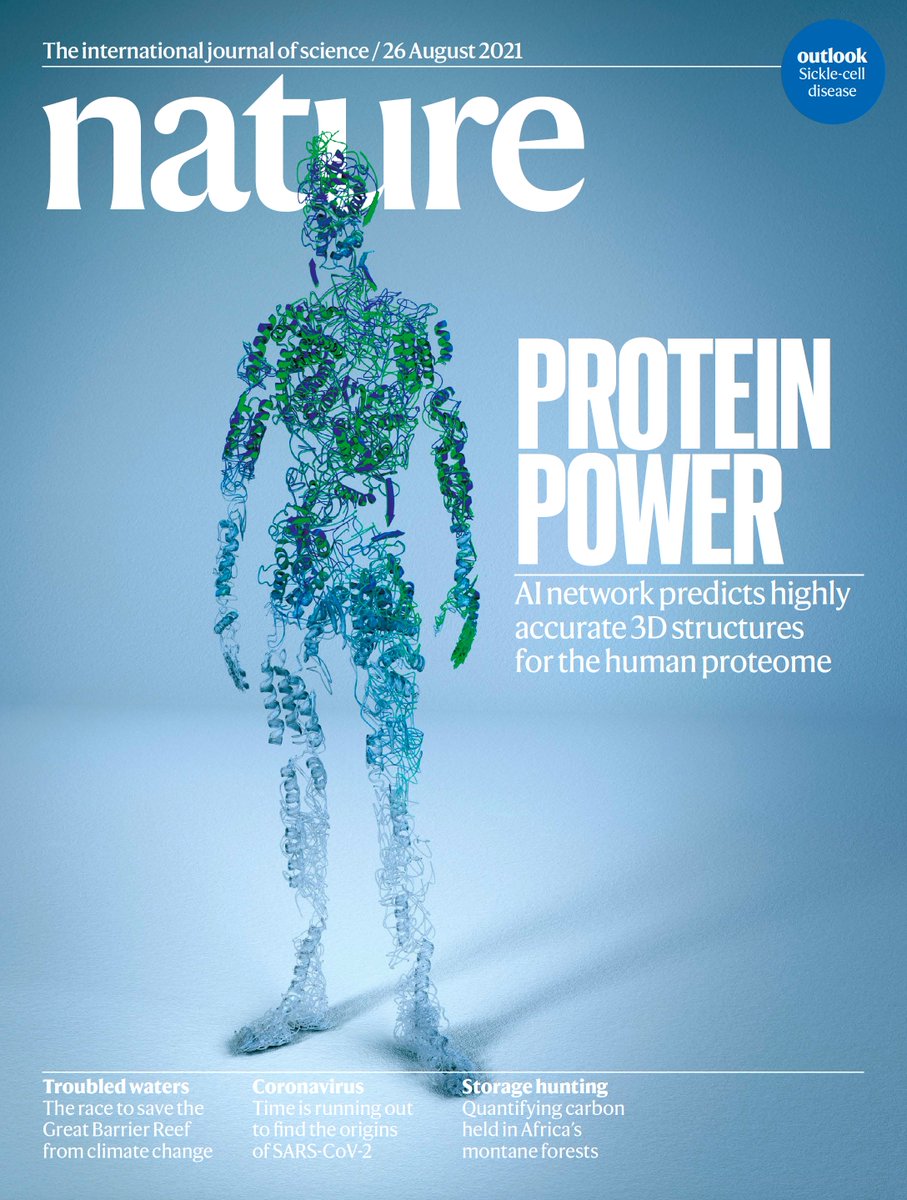 The international journal of science / 26 August 2021
outlook
Sickle-cell
disease
nature
PROTEIN
POWER
AI network predicts highly
accurate 3D structures
for the human proteome
Troubled waters
The race to save the
Great Barrier Reef
from climate change
Coronavirus
Time is running out
to find the origins
of SARS-CoV-2
Storage hunting
Quantifying carbon
held in Africa's
montane forests